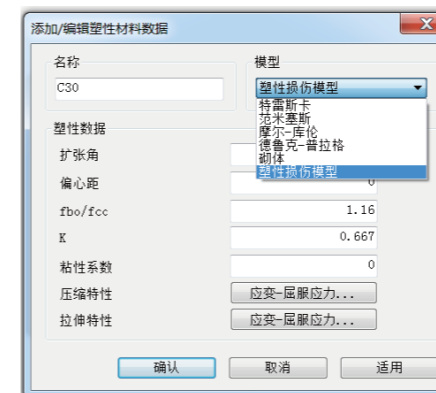 添加/编辑塑性材料数据
名称
模型
C30
塑性损伤模型
特雷斯卡
范米塞斯
摩尔-库伦
德鲁克-普拉格
砌体
塑性损伤模型
塑性数据
扩张角
偏心距
0
fbo/fcc
1.16
K
0.667
粘性系数
0
压缩特性
应变-屈服应力...
拉伸特性
应变-屈服应力...
确认
取消
适用